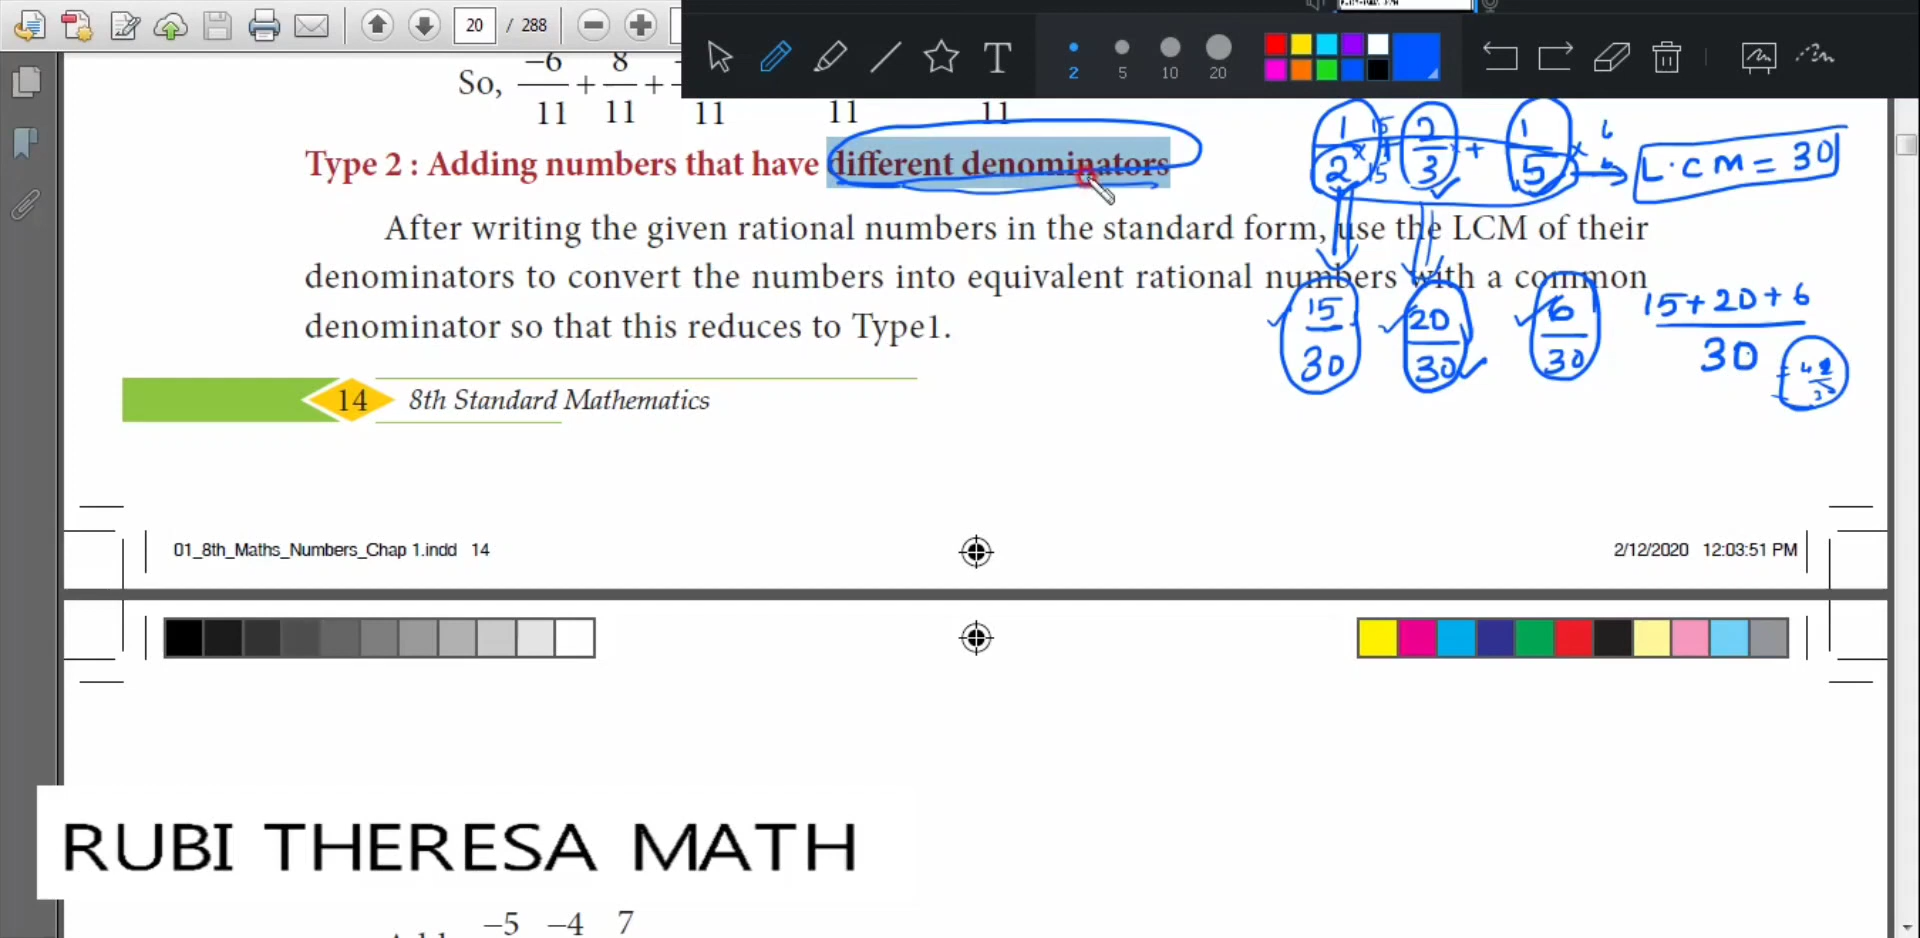 20 / 288
T
2 5 10 20
So, −6/11 + 8/11 +
11 11 11
Type 2 : Adding numbers that have different denominators
1/2 × 15/15 + 2/3 + 1/5 × 6/6 → L.C.M = 30
After writing the given rational numbers in the standard form, use the LCM of their
denominators to convert the numbers into equivalent rational numbers with a common
denominator so that this reduces to Type1.
15/30 20/30 6/30 15+20+6/30
14 8th Standard Mathematics
01_8th_Maths_Numbers_Chap 1.indd 14 2/12/2020 12:03:51 PM
RUBI THERESA MATH
−5 −4 7